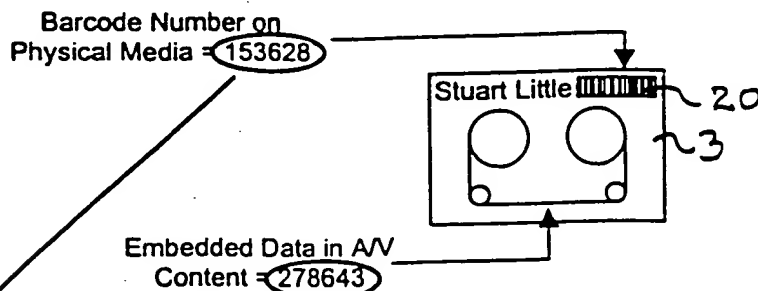 Barcode Number on
Physical Media = 153628
Stuart Little
20
3
Embedded Data in A/V
Content = 278643